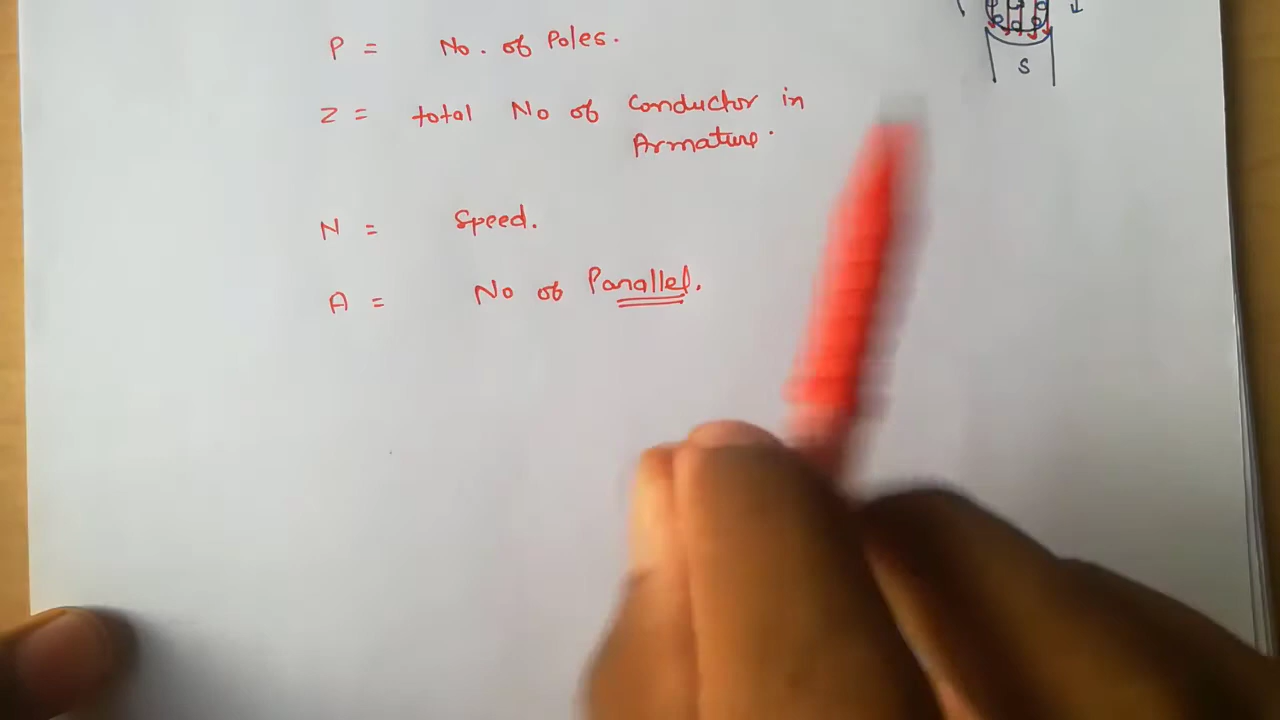 S
P = No. of Poles.
Z = total No of Conductor in
Armature.
N = Speed.
A = No of Parallel.